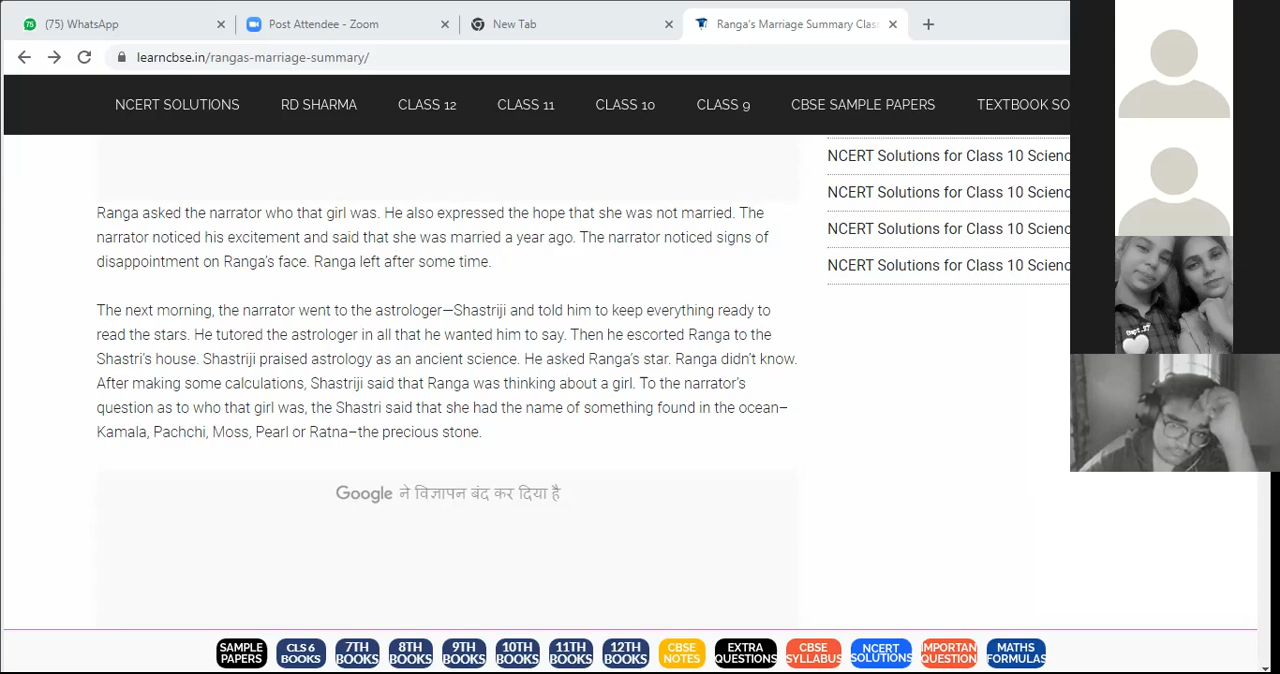 (75) WhatsApp
Post Attendee - Zoom
New Tab
Ranga's Marriage Summary Clas
learncbse.in/rangas-marriage-summary/
NCERT SOLUTIONS
RD SHARMA
CLASS 12
CLASS 11
CLASS 10
CLASS 9
CBSE SAMPLE PAPERS
TEXTBOOK SO
Ranga asked the narrator who that girl was. He also expressed the hope that she was not married. The
narrator noticed his excitement and said that she was married a year ago. The narrator noticed signs of
disappointment on Ranga's face. Ranga left after some time.
The next morning, the narrator went to the astrologer—Shastriji and told him to keep everything ready to
read the stars. He tutored the astrologer in all that he wanted him to say. Then he escorted Ranga to the
Shastri's house. Shastriji praised astrology as an ancient science. He asked Ranga's star. Ranga didn't know.
After making some calculations, Shastriji said that Ranga was thinking about a girl. To the narrator's
question as to who that girl was, the Shastri said that she had the name of something found in the ocean–
Kamala, Pachchi, Moss, Pearl or Ratna–the precious stone.
Google ने विज्ञापन बंद कर दिया है
NCERT Solutions for Class 10 Scienc
NCERT Solutions for Class 10 Scienc
NCERT Solutions for Class 10 Scienc
NCERT Solutions for Class 10 Scienc
SAMPLE
PAPERS
CLS 6
BOOKS
7TH
BOOKS
8TH
BOOKS
9TH
BOOKS
10TH
BOOKS
11TH
BOOKS
12TH
BOOKS
CBSE
NOTES
EXTRA
QUESTIONS
CBSE
SYLLABUS
NCERT
SOLUTIONS
IMPORTAN
QUESTION
MATHS
FORMULAS